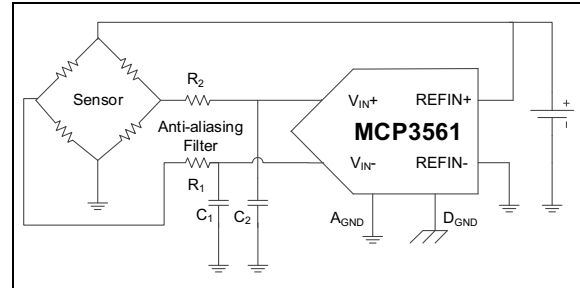 R2
Sensor
VIN+ REFIN+
Anti-aliasing
Filter
MCP3561
VIN- REFIN-
R1
C1 C2
AGND DGND
+
-